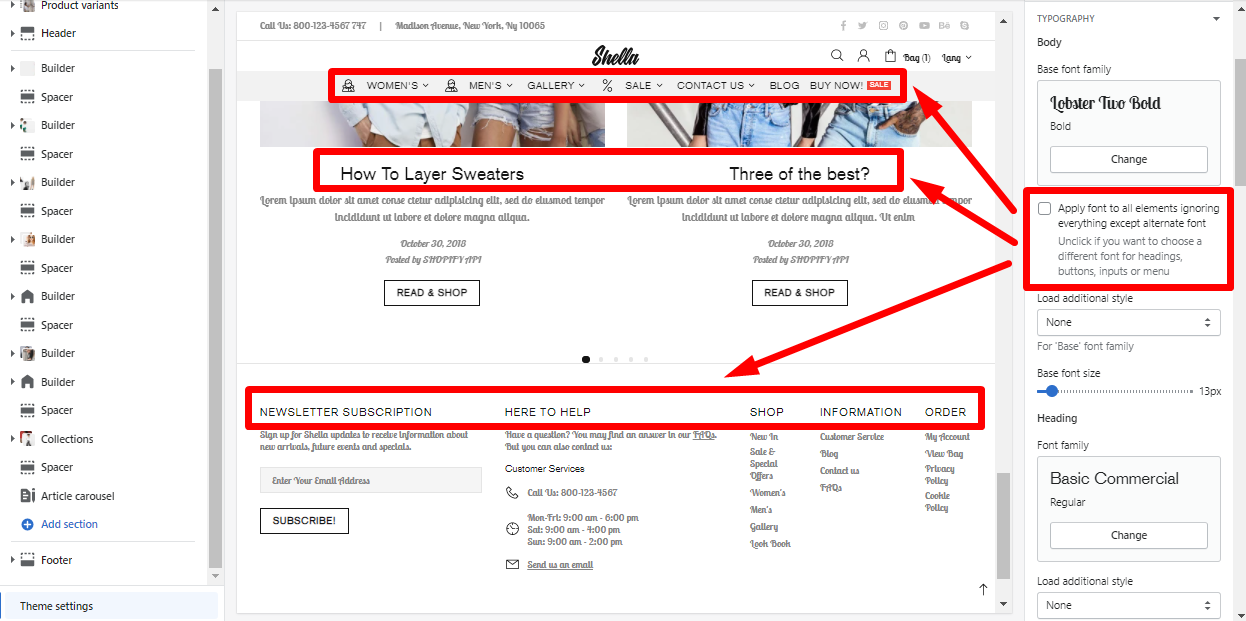 Product variants
Header
Builder
Spacer
Builder
Spacer
Builder
Spacer
Builder
Spacer
Builder
Spacer
Builder
Builder
Spacer
Collections
Spacer
Article carousel
Add section
Footer
Theme settings
Call Us: 800-123-4567 747 | Madison Avenue, New York, Ny 10065
Bē
Shella
Bag (1) Lang
WOMEN'S MEN'S GALLERY % SALE CONTACT US BLOG BUY NOW! SALE
How To Layer Sweaters
Lorem ipsum dolor sit amet conse ctetur adipisicing elit, sed do eiusmod tempor
incididunt ut labore et dolore magna aliqua.
October 30, 2018
Posted by SHOPIFY API
READ & SHOP
Three of the best?
Lorem ipsum dolor sit amet conse ctetur adipisicing elit, sed do eiusmod tempor
incididunt ut labore et dolore magna aliqua. Ut enim
October 30, 2018
Posted by SHOPIFY API
READ & SHOP
NEWSLETTER SUBSCRIPTION
Sign up for Shella updates to receive information about
new arrivals, future events and specials.
Enter Your Email Address
SUBSCRIBE!
HERE TO HELP
Have a question? You may find an answer in our FAQs.
But you can also contact us:
Customer Services
Call Us: 800-123-4567
Mon-Fri: 9:00 am - 6:00 pm
Sat: 9:00 am - 4:00 pm
Sun: 9:00 am - 2:00 pm
Send us an email
SHOP
New In
Sale &
Special
Offers
Women's
Men's
Gallery
Look Book
INFORMATION
Customer Service
Blog
Contact us
FAQs
ORDER
My Account
View Bag
Privacy
Policy
Cookie
Policy
TYPOGRAPHY
Body
Base font family
Lobster Two Bold
Bold
Change
Apply font to all elements ignoring
everything except alternate font
Unclick if you want to choose a
different font for headings,
buttons, inputs or menu
Load additional style
None
For 'Base' font family
Base font size
13px
Heading
Font family
Basic Commercial
Regular
Change
Load additional style
None